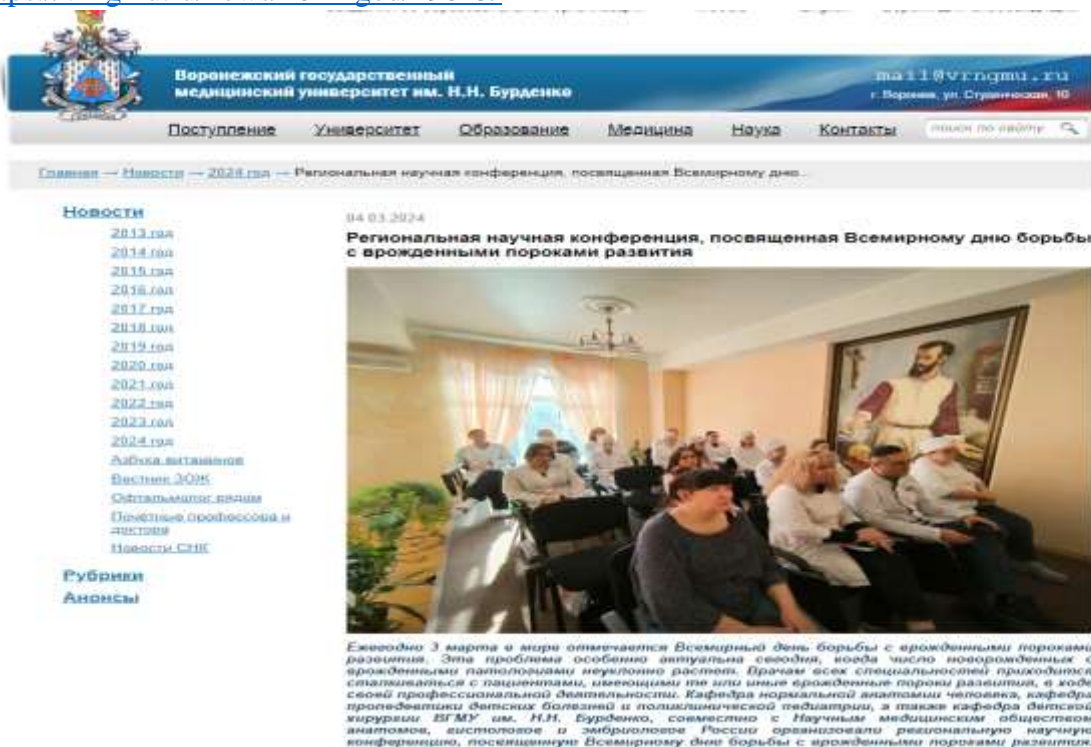 Воронежский государственный
медицинский университет им. Н.Н. Бурденко
mail@vrngmu.ru
г. Воронеж, ул. Студенческая, 10
Поступление Университет Образование Медицина Наука Контакты поиск по сайту
Главная — Новости — 2024 год — Региональная научная конференция, посвященная Всемирному дню...
Новости
2013 год
2014 год
2015 год
2016 год
2017 год
2018 год
2019 год
2020 год
2021 год
2022 год
2023 год
2024 год
Азбука витаминов
Вестник ЗОЖ
Офтальмолог рядом
Почётные профессора и
доктора
Новости СНК
Рубрики
Анонсы
04.03.2024
Региональная научная конференция, посвященная Всемирному дню борьбы
с врожденными пороками развития
Ежегодно 3 марта в мире отмечается Всемирный день борьбы с врожденными пороками
развития. Эта проблема особенно актуальна сегодня, когда число новорожденных с
врожденными патологиями неуклонно растет. Врачам всех специальностей приходится
сталкиваться с пациентами, имеющими те или иные врожденные пороки развития, в ходе
своей профессиональной деятельности. Кафедра нормальной анатомии человека, кафедра
пропедевтики детских болезней и поликлинической педиатрии, а также кафедра детской
хирургии ВГМУ им. Н.Н. Бурденко, совместно с Научным медицинским обществом
анатомов, гистологов и эмбриологов России организовали региональную научную
конференцию, посвященную Всемирному дню борьбы с врожденными пороками развития